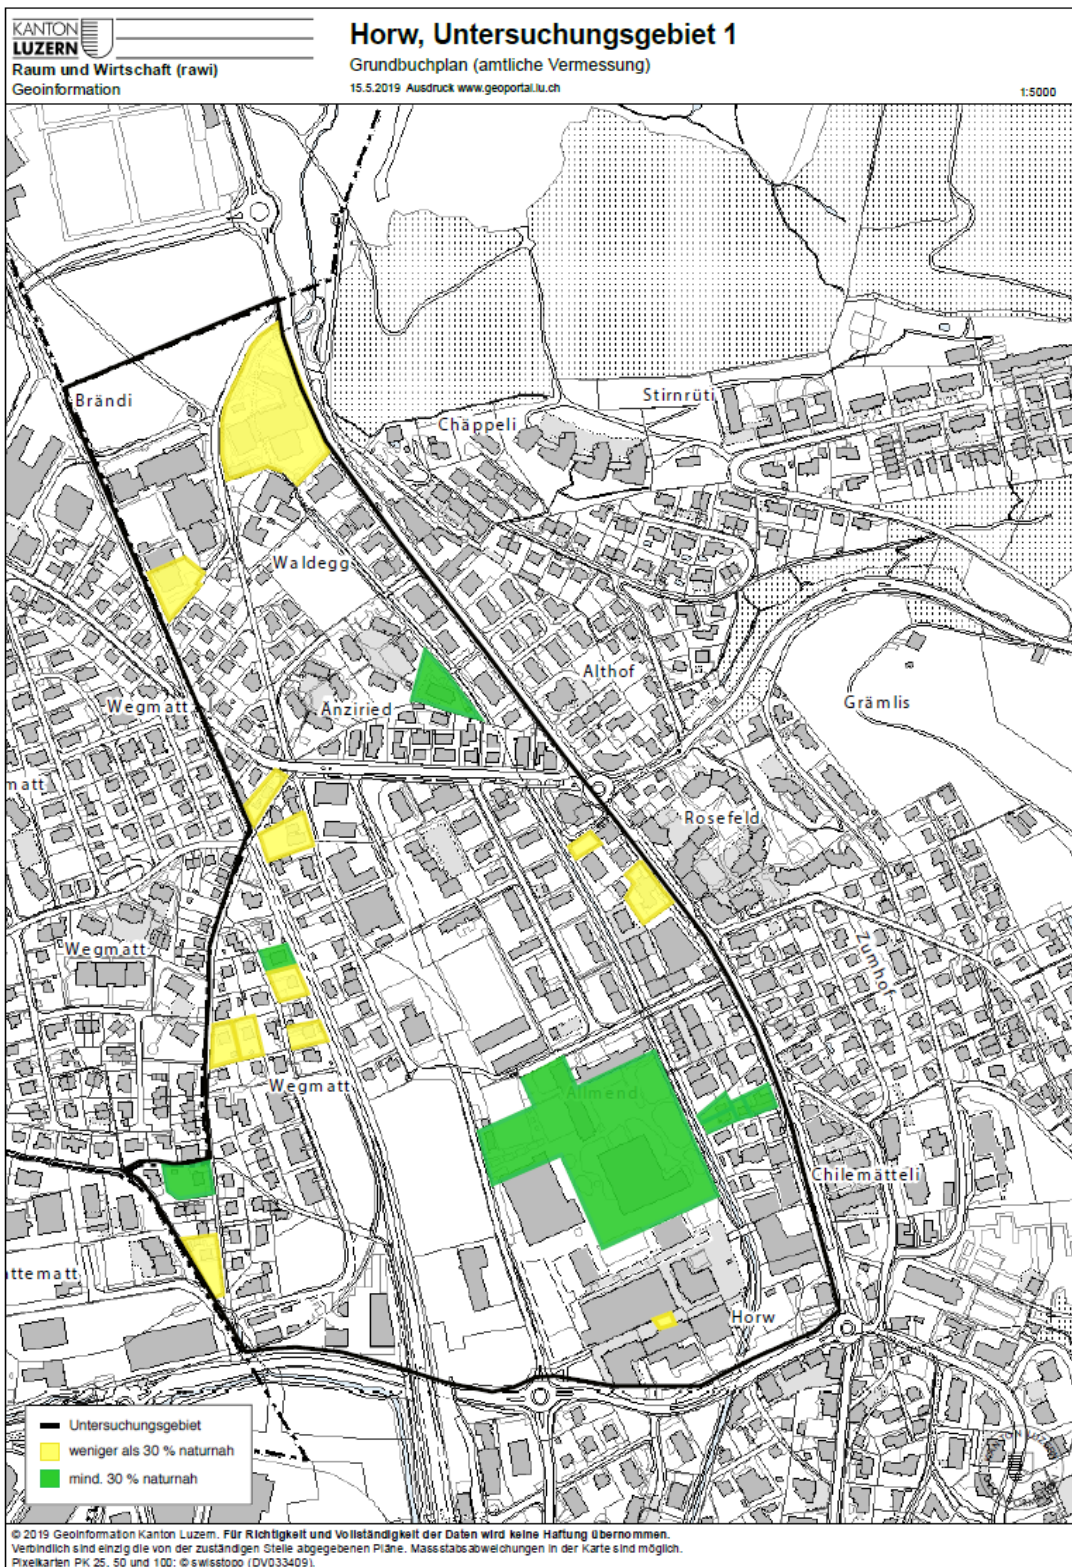 KANTON
LUZERN
Raum und Wirtschaft (rawi)
Geoinformation
Horw, Untersuchungsgebiet 1
Grundbuchplan (amtliche Vermessung)
15.5.2019 Ausdruck www.geoportal.lu.ch
1:5000
Brändi
Stirnrüti
Chäppeli
Waldegg
Althof
Grämlis
Wegmatt
Anziried
matt
Rosefeld
Wegmatt
Zumhof
Wegmatt
Allmend
Chilemätteli
attematt
Horw
Untersuchungsgebiet
weniger als 30 % naturnah
mind. 30 % naturnah
© 2019 Geoinformation Kanton Luzern. Für Richtigkeit und Vollständigkeit der Daten wird keine Haftung übernommen.
Verbindlich sind einzig die von der zuständigen Stelle abgegebenen Pläne. Massstabsabweichungen in der Karte sind möglich.
Pixelkarten PK 25, 50 und 100: © swisstopo (DV033409).